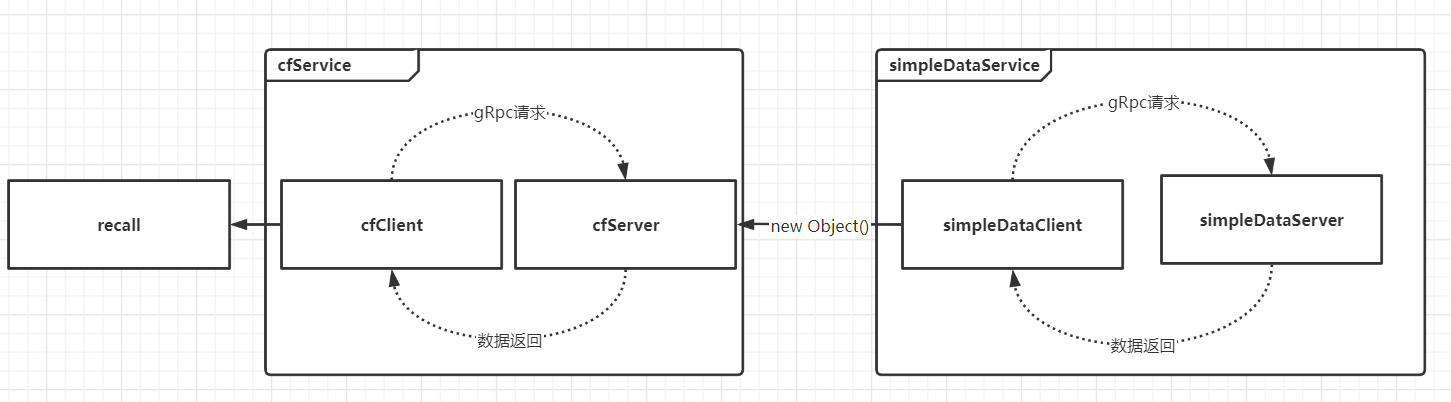 cfService
simpleDataService
gRpc请求
gRpc请求
recall
cfClient
cfServer
new Object()
simpleDataClient
simpleDataServer
数据返回
数据返回